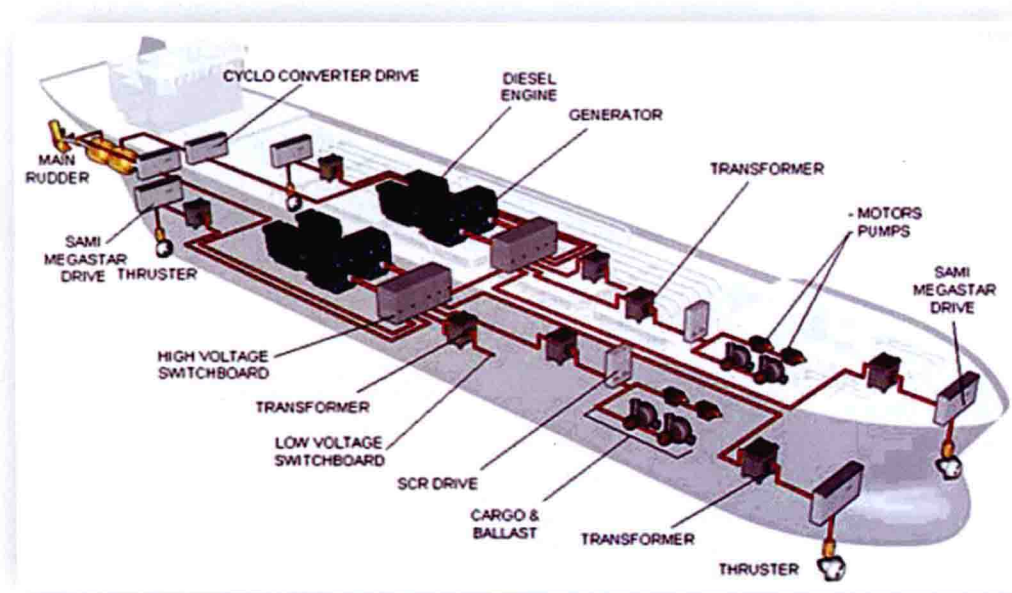 CYCLO CONVERTER DRIVE
DIESEL
ENGINE
GENERATOR
MAIN
RUDDER
TRANSFORMER
- MOTORS
PUMPS
SAMI
MEGASTAR
DRIVE
THRUSTER
SAMI
MEGASTAR
DRIVE
HIGH VOLTAGE
SWITCHBOARD
TRANSFORMER
LOW VOLTAGE
SWITCHBOARD
SCR DRIVE
CARGO &
BALLAST
TRANSFORMER
THRUSTER